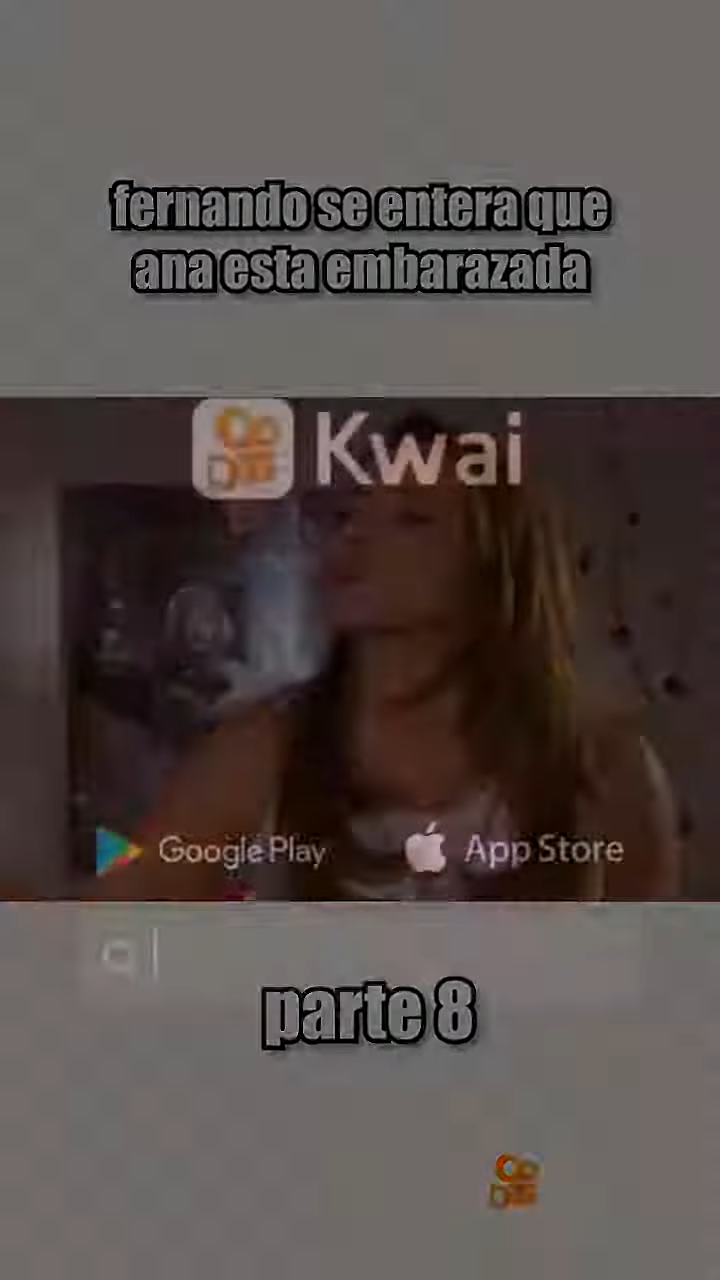 fernando se entera que
ana esta embarazada
Kwai
Google Play
App Store
parte 8